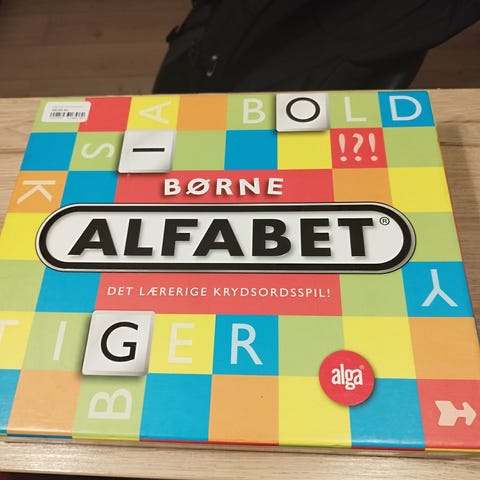 A BOLD
S I !?!
K
BØRNE
ALFABET®
DET LÆRERIGE KRYDSORDSSPIL!
Y
TIGER
alga
B